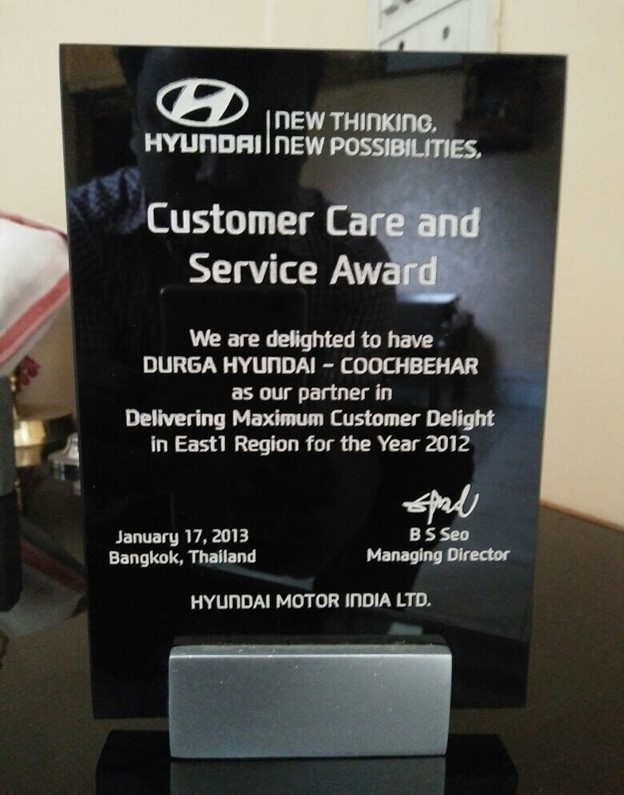 HYUNDAI
NEW THINKING.
NEW POSSIBILITIES.
Customer Care and
Service Award
We are delighted to have
DURGA HYUNDAI - COOCHBEHAR
as our partner in
Delivering Maximum Customer Delight
in East1 Region for the Year 2012
January 17, 2013
Bangkok, Thailand
B S Seo
Managing Director
HYUNDAI MOTOR INDIA LTD.